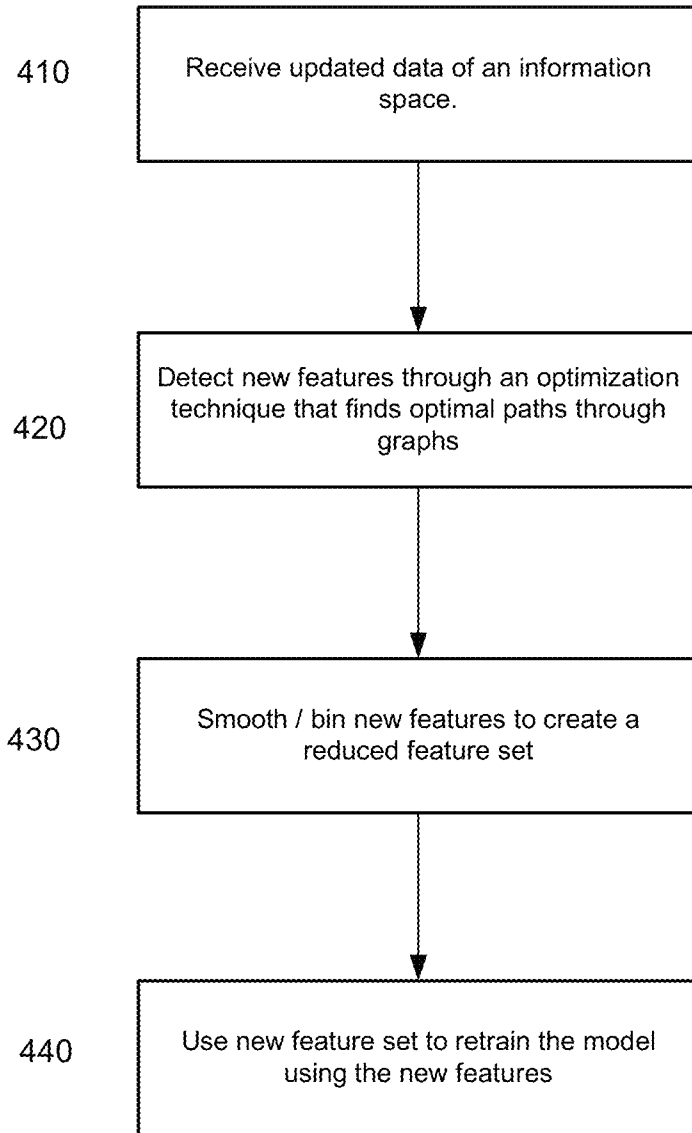 410
Receive updated data of an information
space.
420
Detect new features through an optimization
technique that finds optimal paths through
graphs
430
Smooth / bin new features to create a
reduced feature set
440
Use new feature set to retrain the model
using the new features